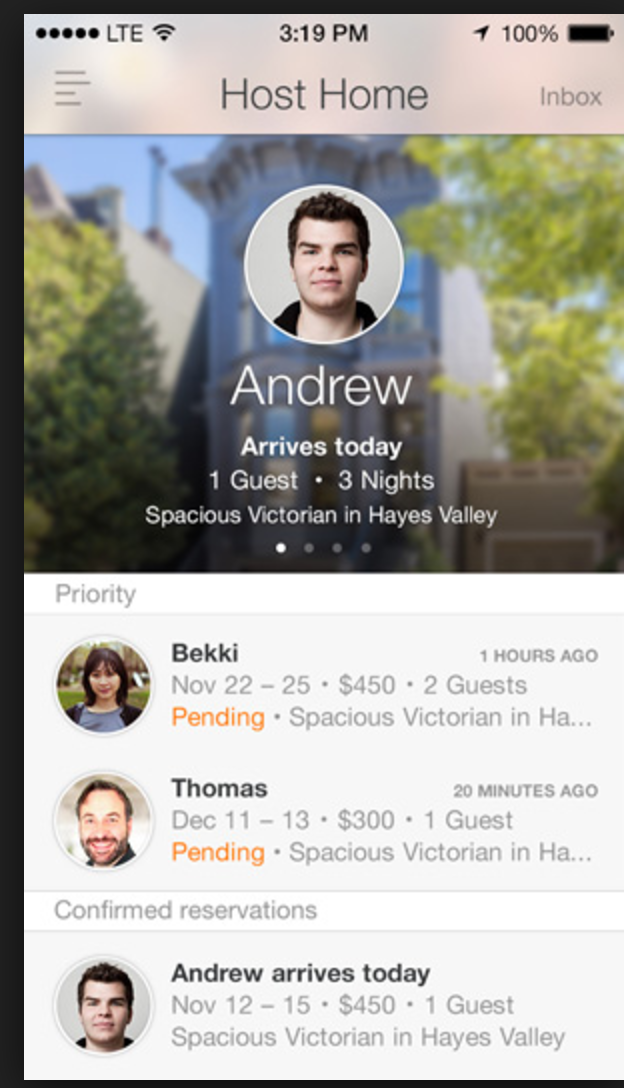 LTE 3:19 PM 100%
Host Home Inbox
Andrew
Arrives today
1 Guest • 3 Nights
Spacious Victorian in Hayes Valley
Priority
Bekki 1 HOURS AGO
Nov 22 – 25 • $450 • 2 Guests
Pending • Spacious Victorian in Ha...
Thomas 20 MINUTES AGO
Dec 11 – 13 • $300 • 1 Guest
Pending • Spacious Victorian in Ha...
Confirmed reservations
Andrew arrives today
Nov 12 – 15 • $450 • 1 Guest
Spacious Victorian in Hayes Valley